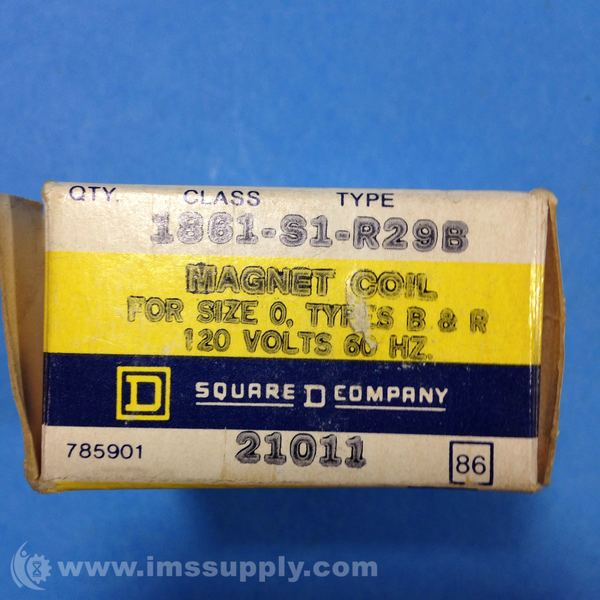 QTY. CLASS TYPE
1861-S1-R29B
MAGNET COIL
FOR SIZE 0, TYPES B & R
120 VOLTS 60 HZ.
D SQUARE D COMPANY
785901 21011 86
www.imssupply.com